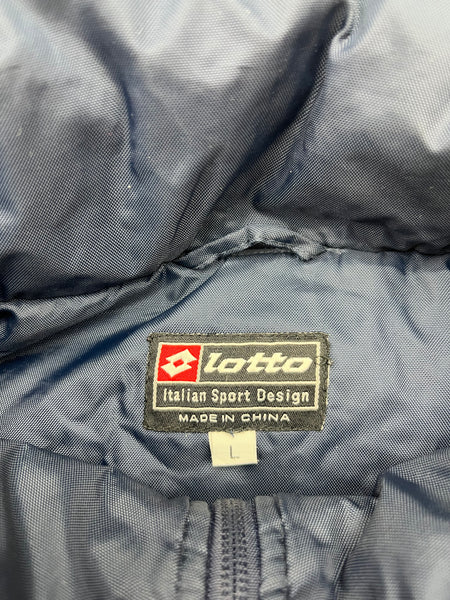 lotto
Italian Sport Design
MADE IN CHINA
L